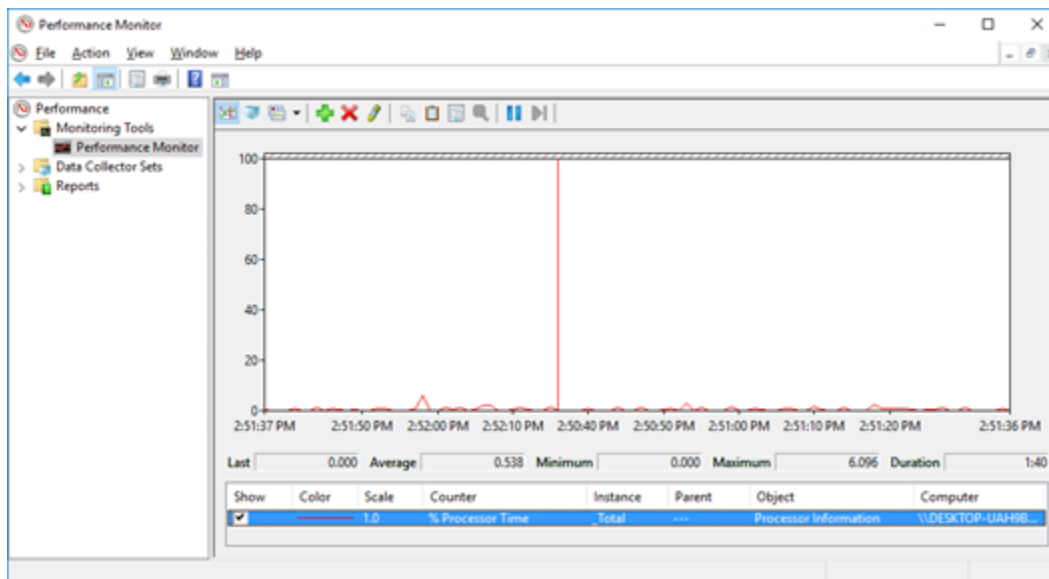 Performance Monitor
File Action View Window Help
Performance
Monitoring Tools
Performance Monitor
Data Collector Sets
Reports
100
80
60
40
20
0
2:51:37 PM 2:51:50 PM 2:52:00 PM 2:52:10 PM 2:50:40 PM 2:50:50 PM 2:51:00 PM 2:51:10 PM 2:51:20 PM 2:51:36 PM
Last 0.000 Average 0.538 Minimum 0.000 Maximum 6.096 Duration 1:40
Show Color Scale Counter Instance Parent Object Computer
1.0 % Processor Time _Total --- Processor Information \\DESKTOP-UAH9B...